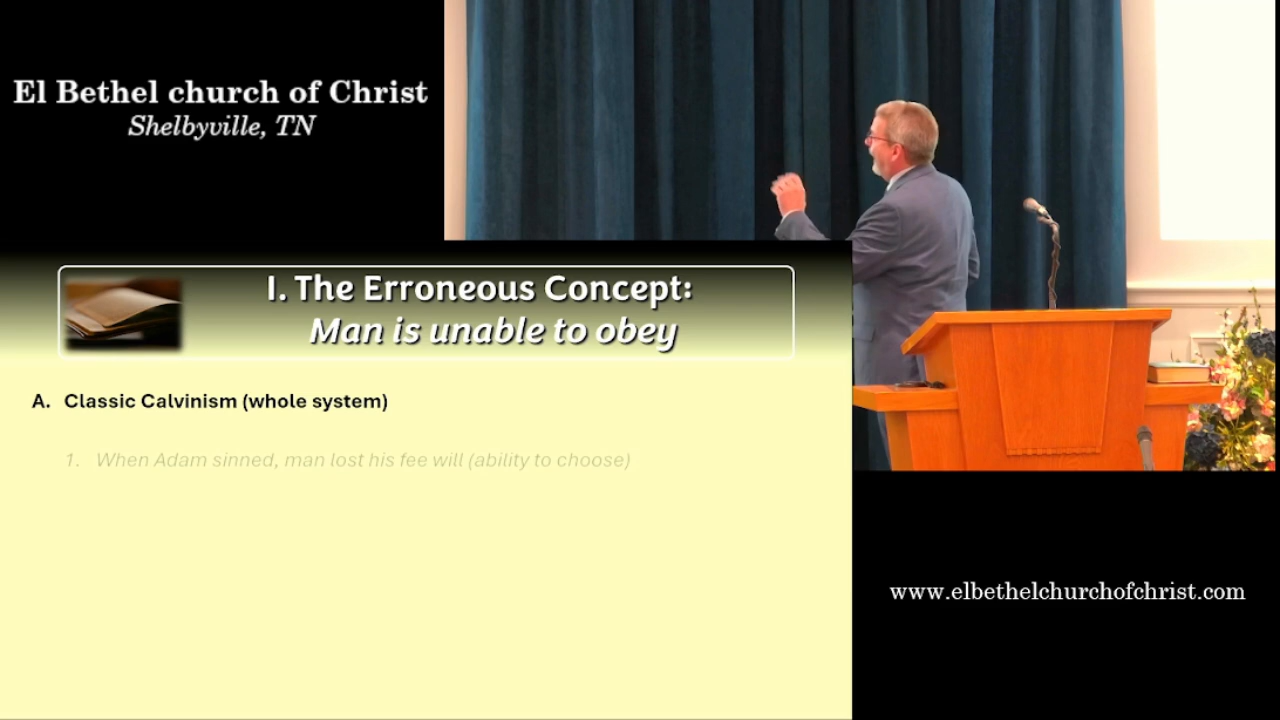 El Bethel church of Christ
Shelbyville, TN
I. The Erroneous Concept:
Man is unable to obey
A. Classic Calvinism (whole system)
1. When Adam sinned, man lost his fee will (ability to choose)
www.elbethelchurchofchrist.com